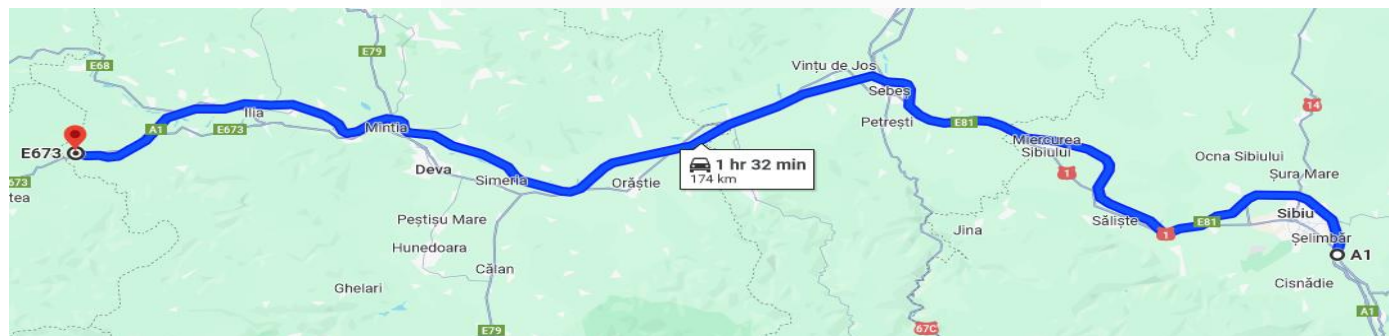 E79
E68
Vințu de Jos
Sebeș
14
Ilia
A1
E673
Mintia
Petrești
E81
Miercurea
Sibiului
Ocna Sibiului
Șura Mare
E673
673
tea
Deva
Simeria
Orăștie
1 hr 32 min
174 km
1
Săliște
E81
Sibiu
Șelimbăr
Peștișu Mare
Hunedoara
Jina
1
A1
Călan
Cisnădie
Ghelari
E79
67C
A1